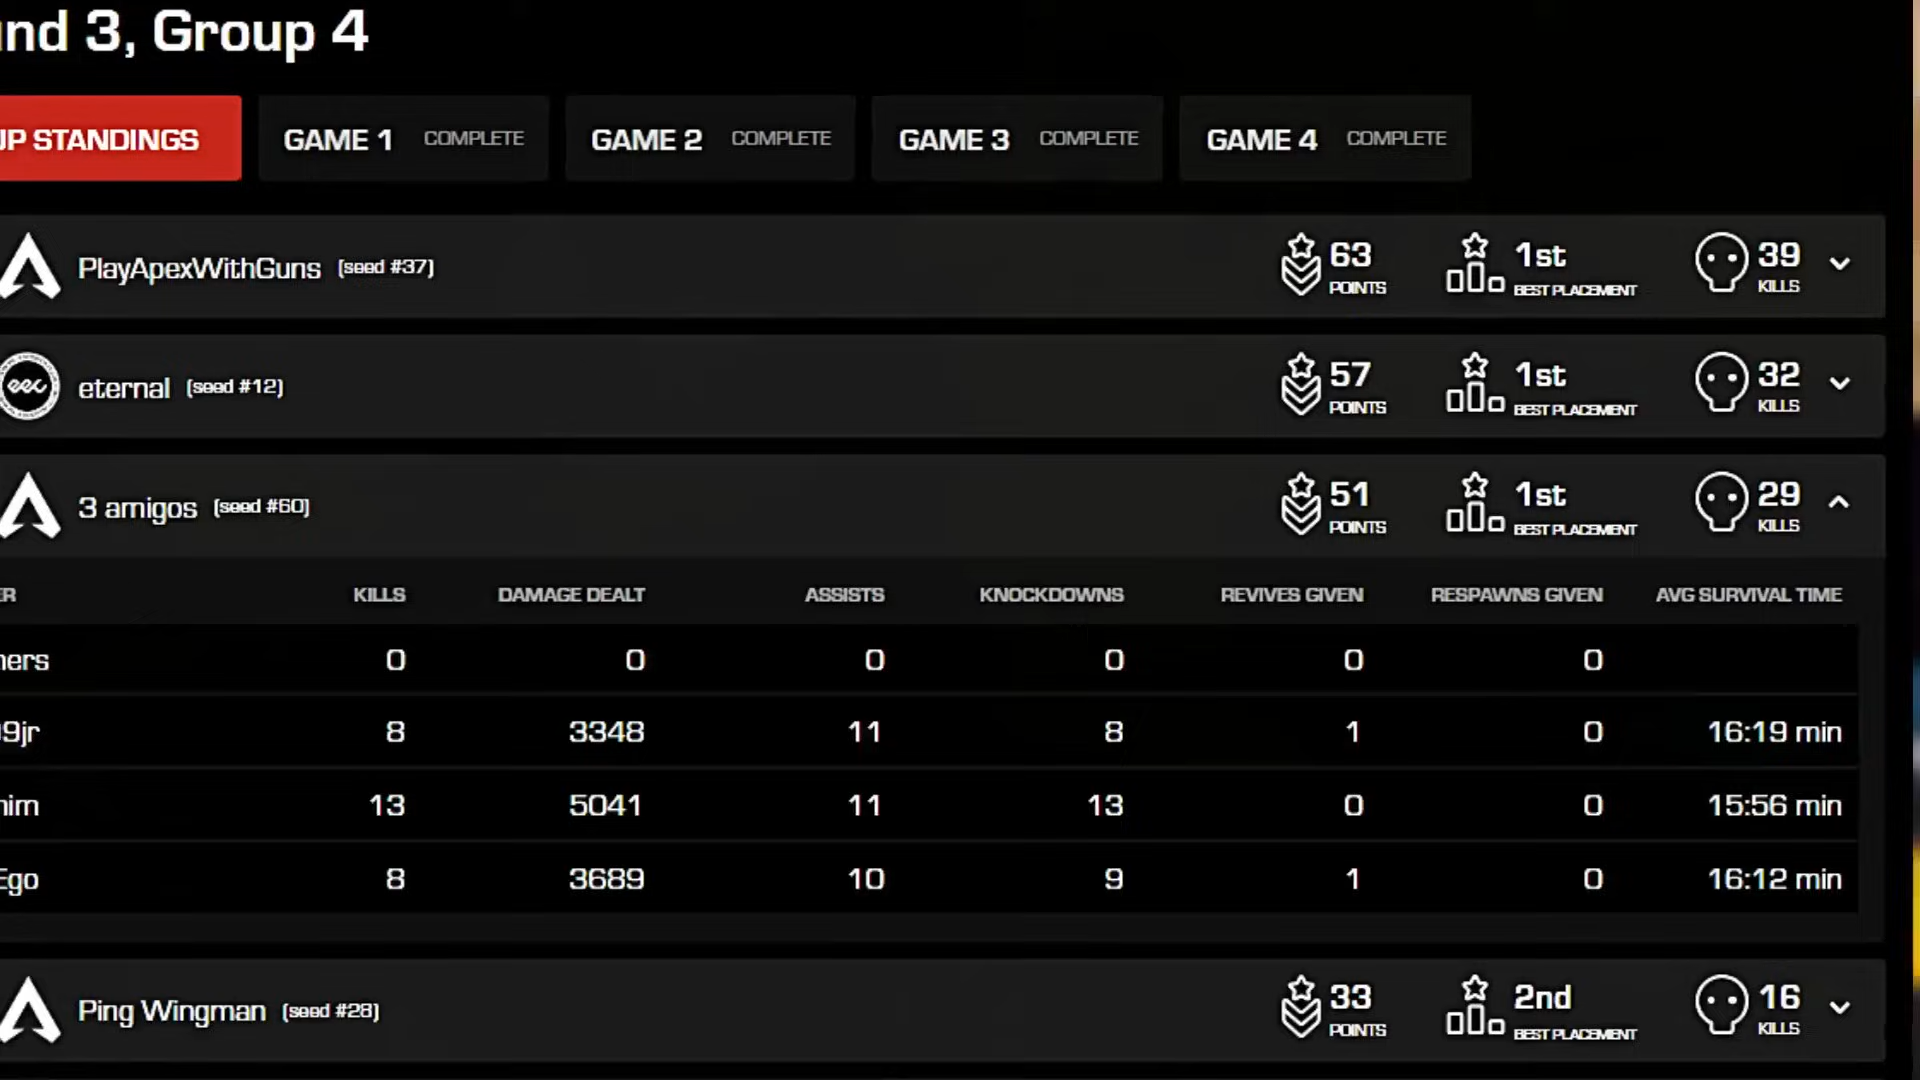 nd 3, Group 4
UP STANDINGS GAME 1 COMPLETE GAME 2 COMPLETE GAME 3 COMPLETE GAME 4 COMPLETE
PlayApexWithGuns (seed #37) 63 POINTS 1st BEST PLACEMENT 39 KILLS
eec
eternal (seed #12) 57 POINTS 1st BEST PLACEMENT 32 KILLS
3 amigos (seed #60) 51 POINTS 1st BEST PLACEMENT 29 KILLS
ER KILLS DAMAGE DEALT ASSISTS KNOCKDOWNS REVIVES GIVEN RESPAWNS GIVEN AVG SURVIVAL TIME
hers 0 0 0 0 0 0
9jr 8 3348 11 8 1 0 16:19 min
him 13 5041 11 13 0 0 15:56 min
Ego 8 3689 10 9 1 0 16:12 min
Ping Wingman (seed #28) 33 POINTS 2nd BEST PLACEMENT 16 KILLS